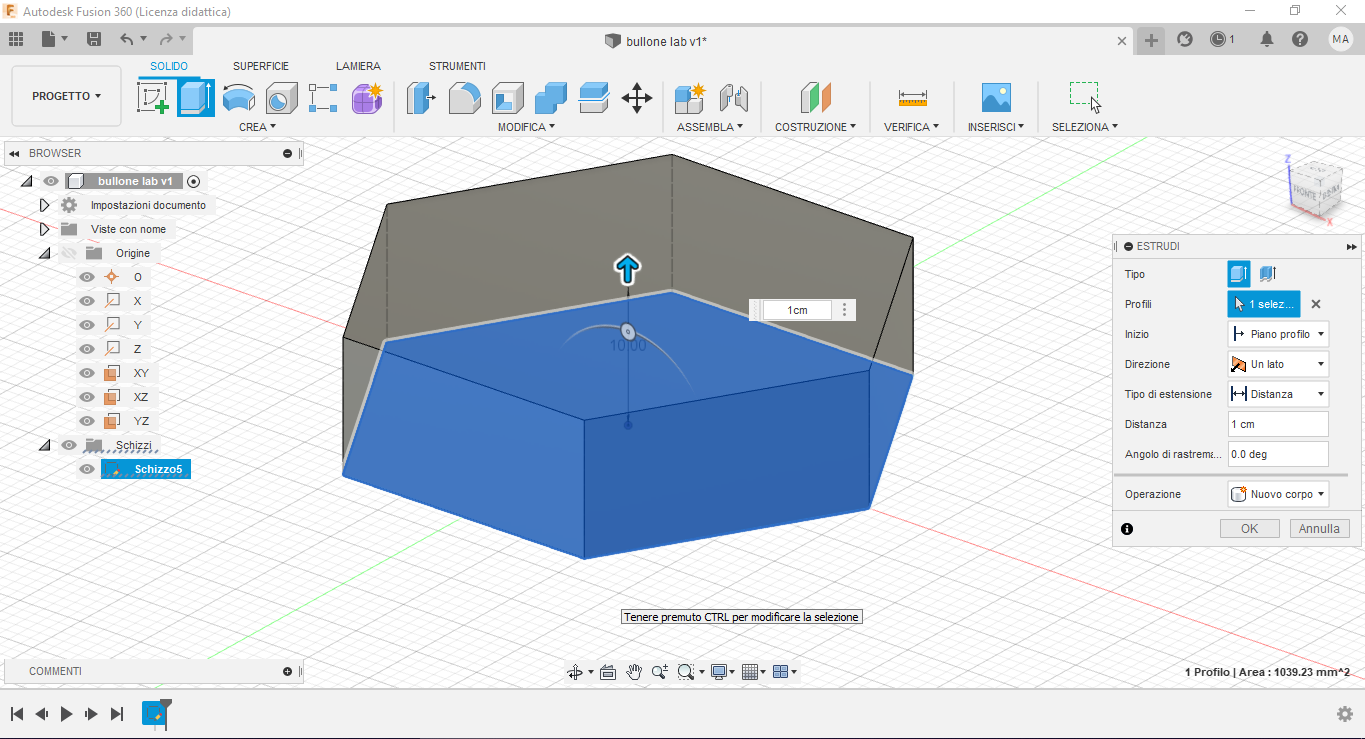 Autodesk Fusion 360 (Licenza didattica)
bullone lab v1*
1
MA
PROGETTO
SOLIDO
SUPERFICIE
LAMIERA
STRUMENTI
CREA
MODIFICA
ASSEMBLA
COSTRUZIONE
VERIFICA
INSERISCI
SELEZIONA
BROWSER
bullone lab v1
Impostazioni documento
Viste con nome
Origine
O
X
Y
Z
XY
XZ
YZ
Schizzi
Schizzo5
Z
FRONTE
X
1cm
10.00
ESTRUDI
Tipo
Profili
1 selez...
Inizio
Piano profilo
Direzione
Un lato
Tipo di estensione
Distanza
Distanza
1 cm
Angolo di rastrema...
0.0 deg
Operazione
Nuovo corpo
OK
Annulla
Tenere premuto CTRL per modificare la selezione
COMMENTI
1 Profilo | Area : 1039.23 mm^2